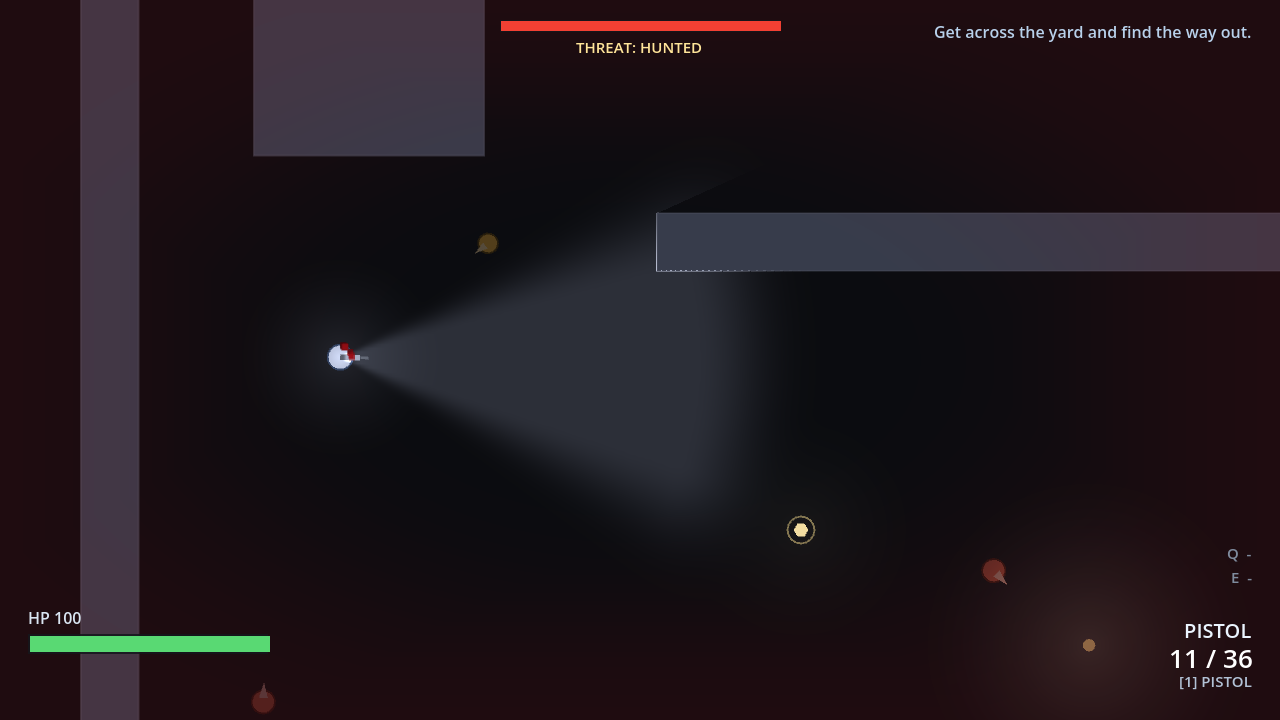 THREAT: HUNTED
Get across the yard and find the way out.
HP 100
Q -
E -
PISTOL
11 / 36
[1] PISTOL